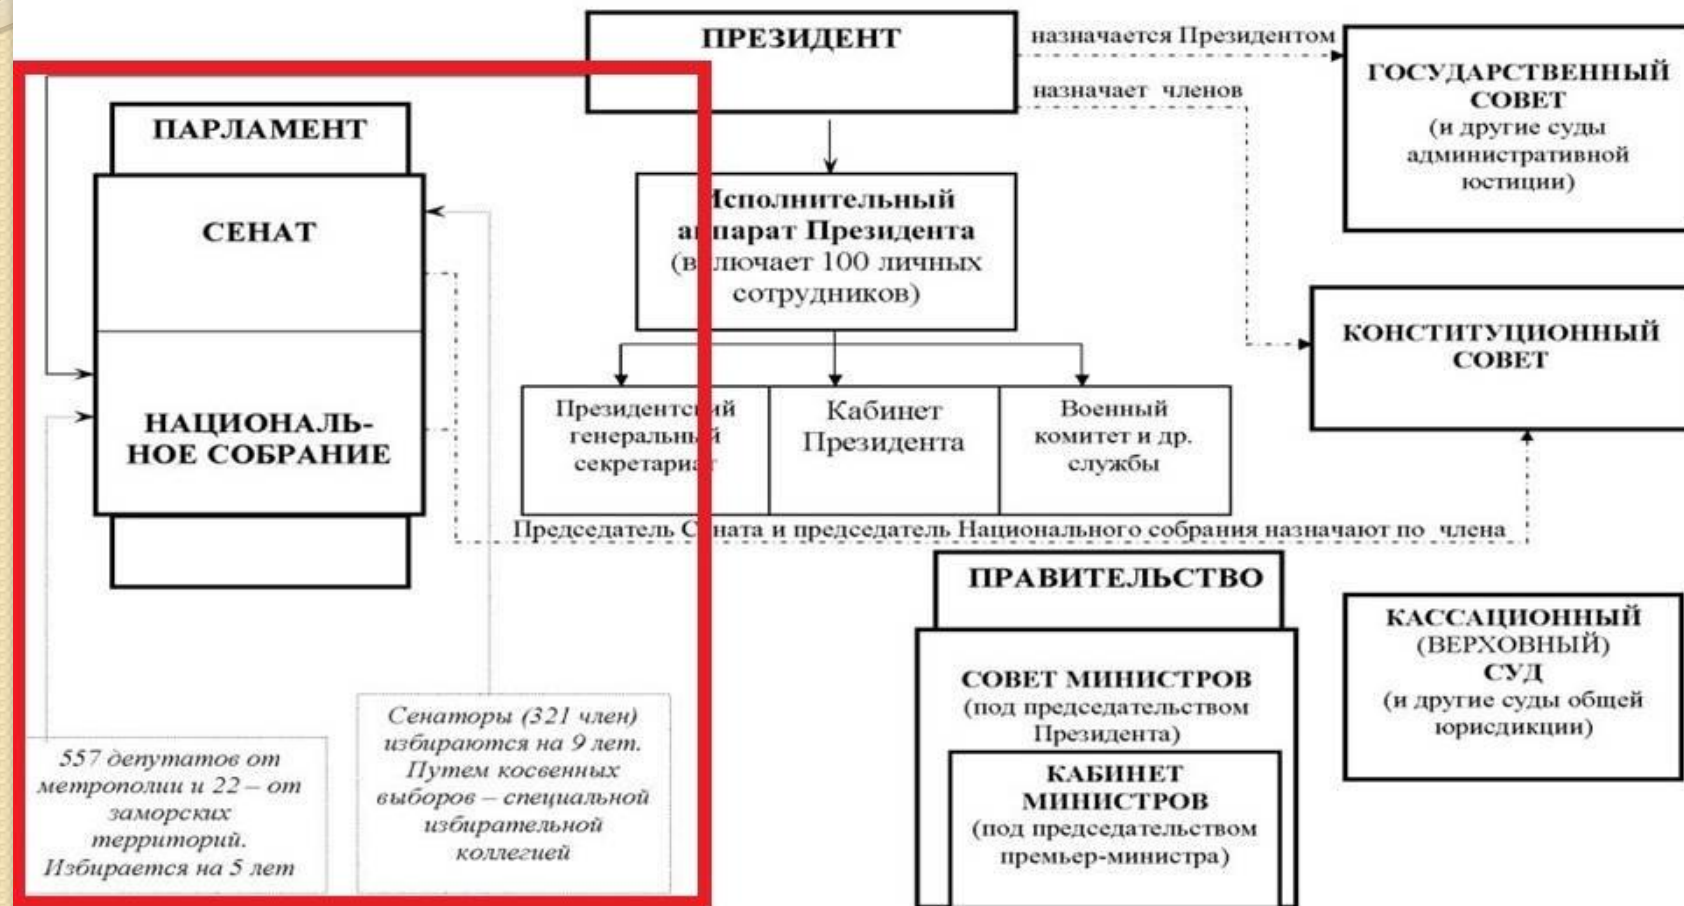 ПРЕЗИДЕНТ
назначается Президентом
назначает членов
ГОСУДАРСТВЕННЫЙ
СОВЕТ
(и другие суды
административной
юстиции)
ПАРЛАМЕНТ
СЕНАТ
НАЦИОНАЛЬ-
НОЕ СОБРАНИЕ
Исполнительный
аппарат Президента
(включает 100 личных
сотрудников)
КОНСТИТУЦИОННЫЙ
СОВЕТ
Президентский
генеральный
секретариат
Кабинет
Президента
Военный
комитет и др.
службы
Председатель Сената и председатель Национального собрания назначают по члена
ПРАВИТЕЛЬСТВО
СОВЕТ МИНИСТРОВ
(под председательством
Президента)
КАБИНЕТ
МИНИСТРОВ
(под председательством
премьер-министра)
КАССАЦИОННЫЙ
(ВЕРХОВНЫЙ)
СУД
(и другие суды общей
юрисдикции)
557 депутатов от
метрополии и 22 – от
заморских
территорий.
Избирается на 5 лет
Сенаторы (321 член)
избираются на 9 лет.
Путем косвенных
выборов – специальной
избирательной
коллегией